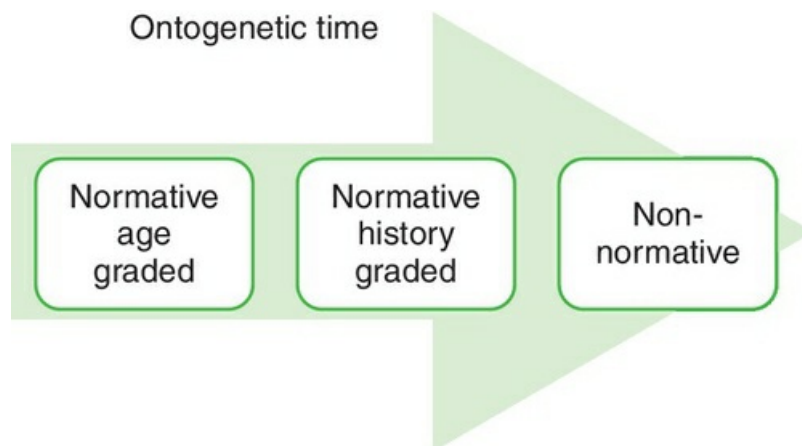 Ontogenetic time
Normative
age
graded
Normative
history
graded
Non-
normative